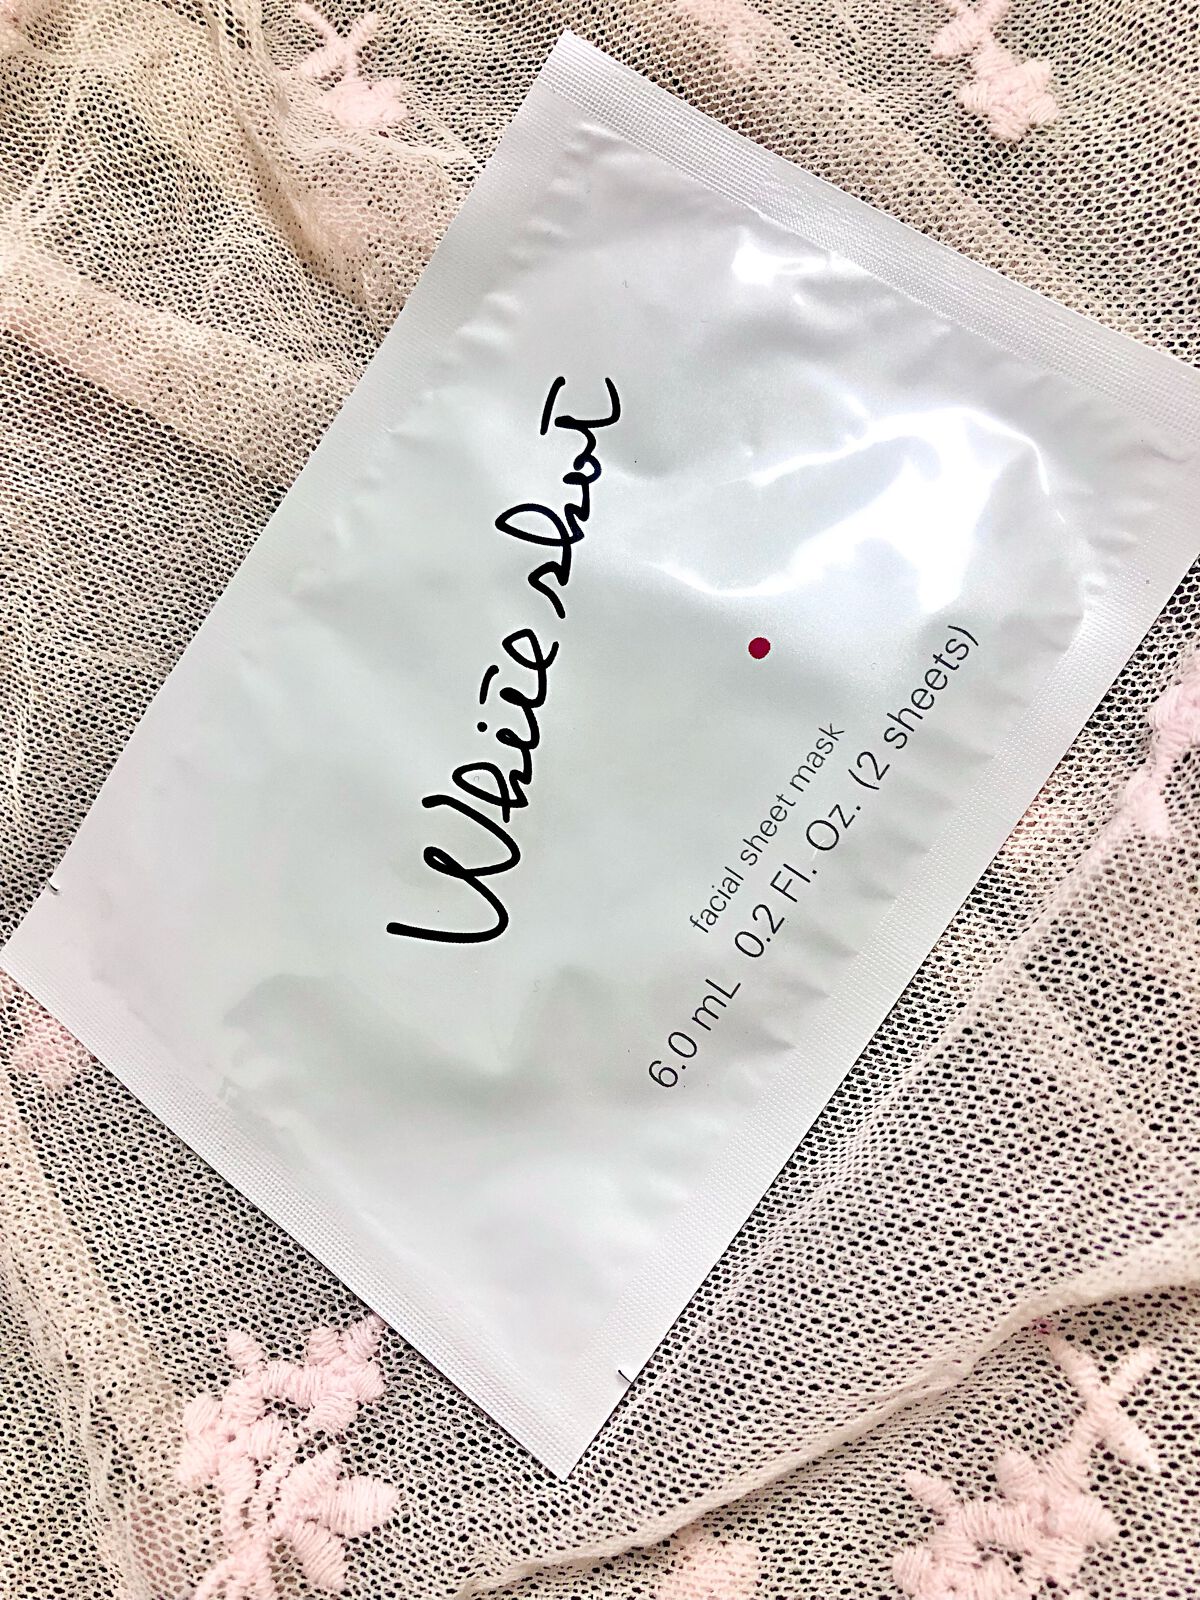 White shot
facial sheet mask
6.0 mL 0.2 Fl. Oz. (2 sheets)